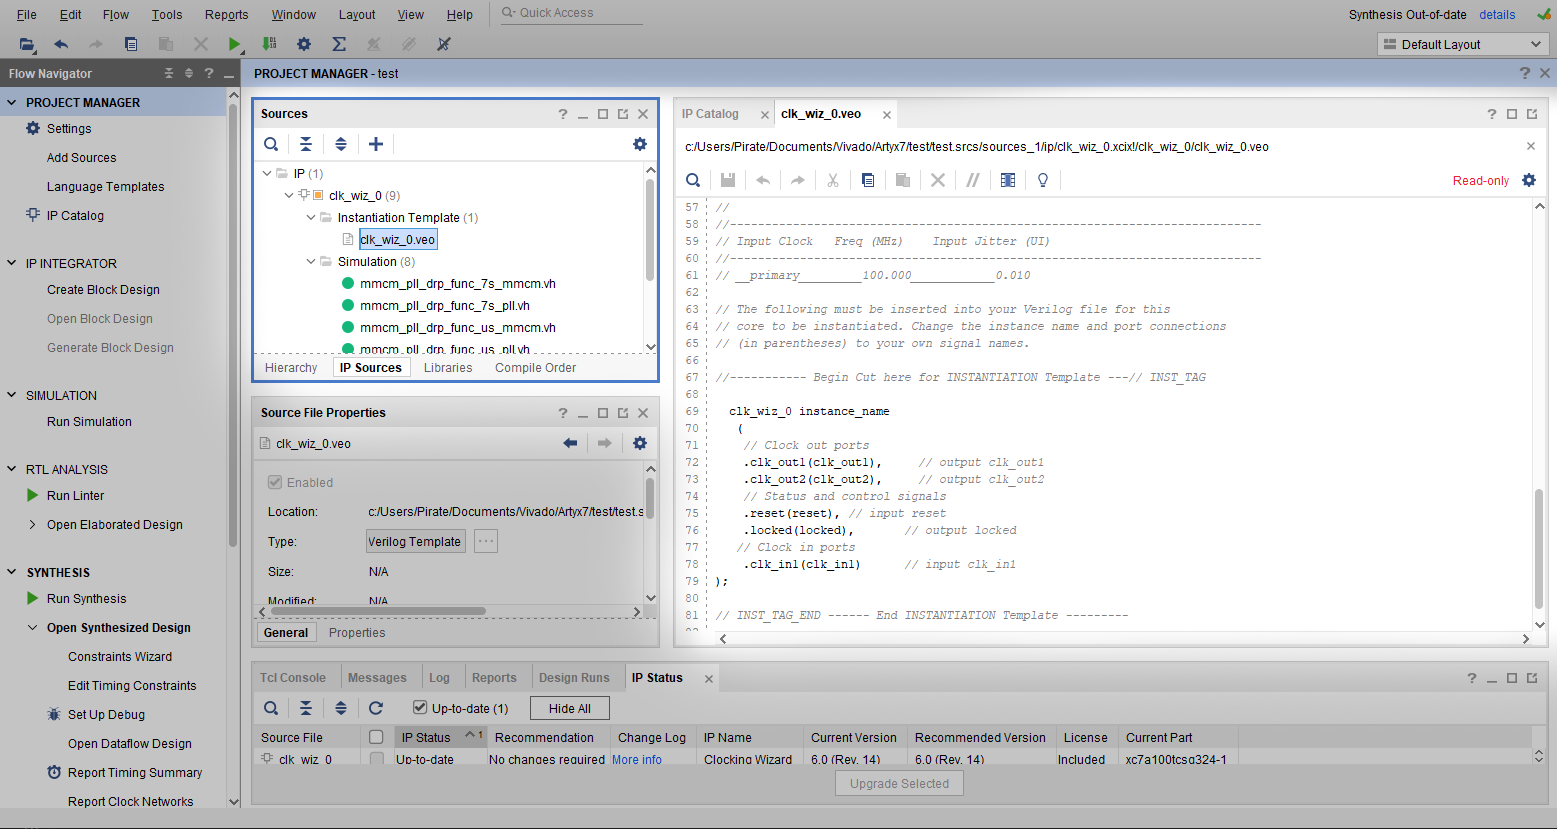 File Edit Flow Tools Reports Window Layout View Help Quick Access Synthesis Out-of-date details
Default Layout
Flow Navigator
PROJECT MANAGER
Settings
Add Sources
Language Templates
IP Catalog
IP INTEGRATOR
Create Block Design
Open Block Design
Generate Block Design
SIMULATION
Run Simulation
RTL ANALYSIS
Run Linter
Open Elaborated Design
SYNTHESIS
Run Synthesis
Open Synthesized Design
Constraints Wizard
Edit Timing Constraints
Set Up Debug
Open Dataflow Design
Report Timing Summary
Report Clock Networks
PROJECT MANAGER - test
Sources
IP (1)
clk_wiz_0 (9)
Instantiation Template (1)
clk_wiz_0.veo
Simulation (8)
mmcm_pll_drp_func_7s_mmcm.vh
mmcm_pll_drp_func_7s_pll.vh
mmcm_pll_drp_func_us_mmcm.vh
mmcm_pll_drp_func_us_pll.vh
Hierarchy IP Sources Libraries Compile Order
Source File Properties
clk_wiz_0.veo
Enabled
Location: c:/Users/Pirate/Documents/Vivado/Artyx7/test/test.s
Type: Verilog Template ...
Size: N/A
Modified: N/A
General Properties
IP Catalog clk_wiz_0.veo
c:/Users/Pirate/Documents/Vivado/Artyx7/test/test.srcs/sources_1/ip/clk_wiz_0.xcix!/clk_wiz_0/clk_wiz_0.veo
Read-only
57 //
58 //----------------------------------------------------------------------------
59 // Input Clock   Freq (MHz)    Input Jitter (UI)
60 //----------------------------------------------------------------------------
61 // __primary_________100.000____________0.010
62
63 // The following must be inserted into your Verilog file for this
64 // core to be instantiated. Change the instance name and port connections
65 // (in parentheses) to your own signal names.
66
67 //----------- Begin Cut here for INSTANTIATION Template ---// INST_TAG
68
69   clk_wiz_0 instance_name
70    (
71     // Clock out ports
72     .clk_out1(clk_out1),     // output clk_out1
73     .clk_out2(clk_out2),     // output clk_out2
74     // Status and control signals
75     .reset(reset), // input reset
76     .locked(locked),       // output locked
77    // Clock in ports
78     .clk_in1(clk_in1)      // input clk_in1
79 );
80
81 // INST_TAG_END ------ End INSTANTIATION Template ---------
82
Tcl Console Messages Log Reports Design Runs IP Status
Up-to-date (1) Hide All
Source File IP Status 1 Recommendation Change Log IP Name Current Version Recommended Version License Current Part
clk_wiz_0 Up-to-date No changes required More info Clocking Wizard 6.0 (Rev. 14) 6.0 (Rev. 14) Included xc7a100tcsg324-1
Upgrade Selected